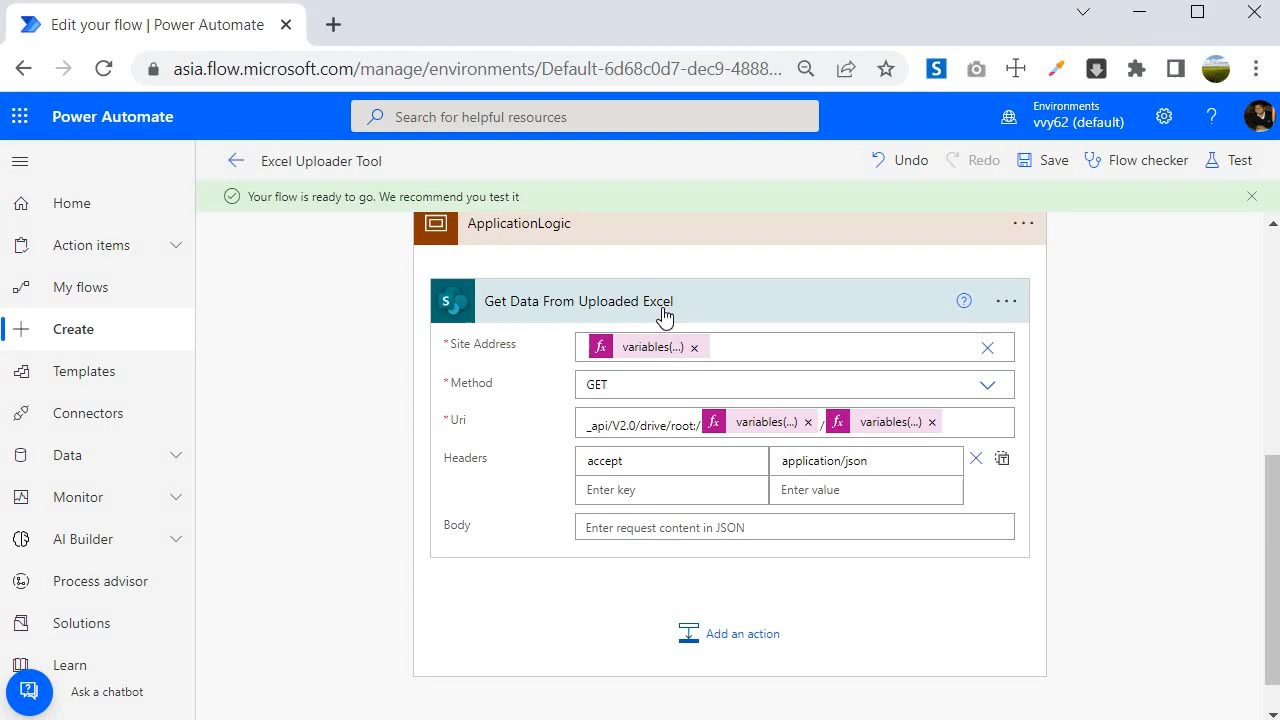 Edit your flow | Power Automate
asia.flow.microsoft.com/manage/environments/Default-6d68c0d7-dec9-4888...
S
Power Automate
Search for helpful resources
Environments
vvy62 (default)
?
Excel Uploader Tool
Undo
Redo
Save
Flow checker
Test
Your flow is ready to go. We recommend you test it
Home
Action items
My flows
Create
Templates
Connectors
Data
Monitor
AI Builder
Process advisor
Solutions
Learn
Ask a chatbot
ApplicationLogic
S
Get Data From Uploaded Excel
?
* Site Address
fx variables(...) ×
* Method
GET
* Uri
_api/V2.0/drive/root:/ fx variables(...) × / fx variables(...) ×
Headers
accept
application/json
Enter key
Enter value
Body
Enter request content in JSON
Add an action